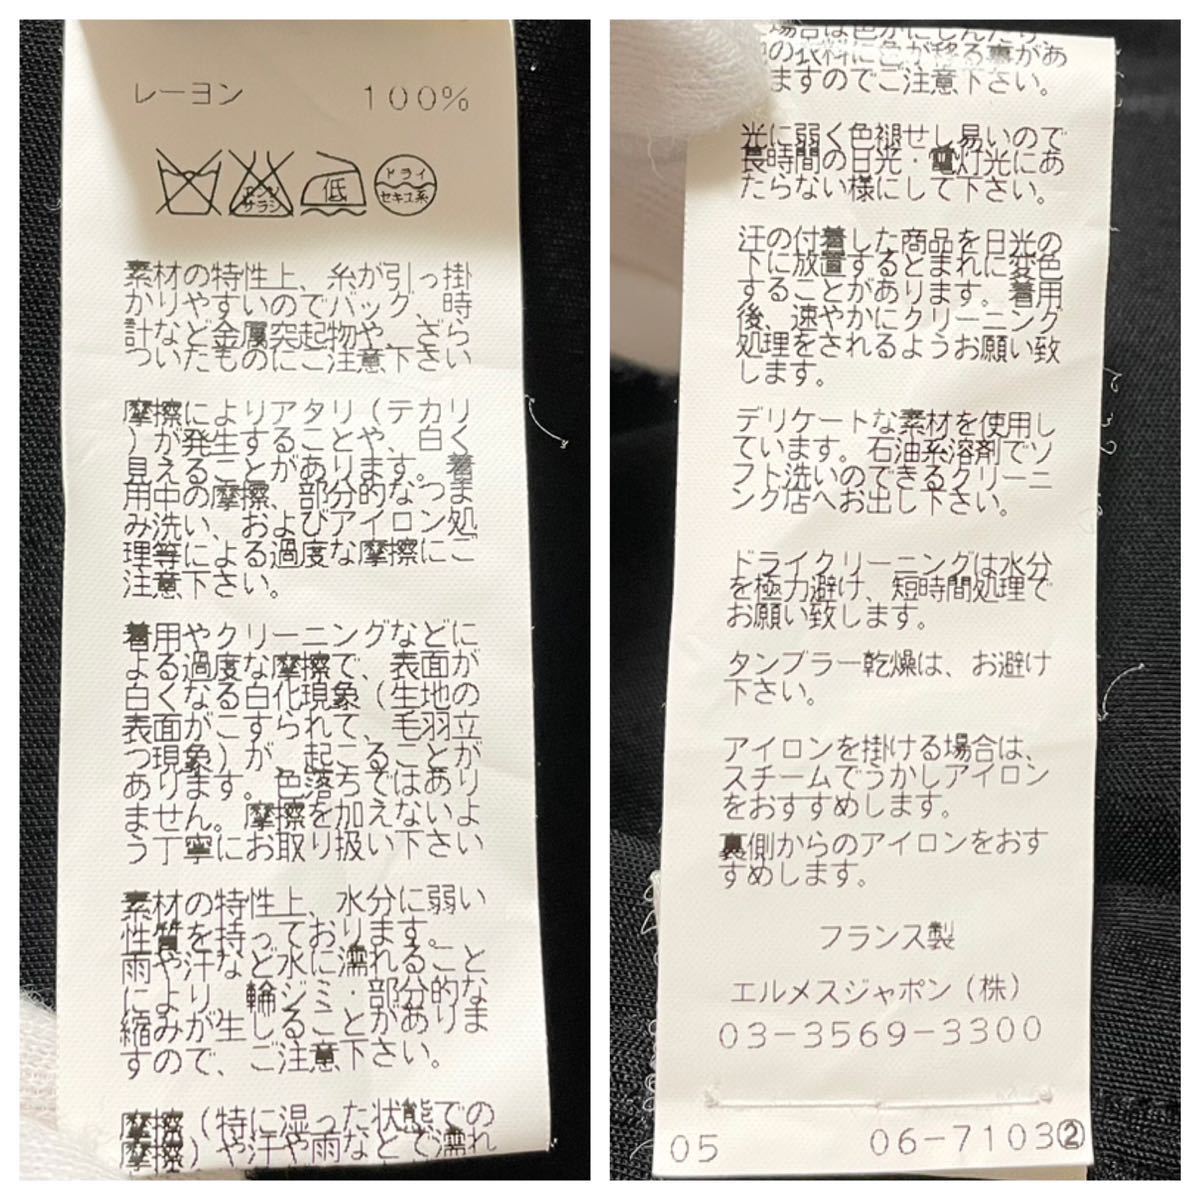 レーヨン 100%
エンソ
サラシ
低
ドライ
セキユ系
素材の特性上、糸が引っ掛
かりやすいのでバッグ、時
計など金属突起物や、ざら
ついたものにご注意下さい
摩擦によりアタリ(テカリ
)が発生することや、白く
見えることがあります。着
用中の摩擦、部分的なつま
み洗い、およびアイロン処
理等による過度な摩擦にご
注意下さい。
着用やクリーニングなどに
よる過度な摩擦で、表面が
白くなる白化現象(生地の
表面がこすられて、毛羽立
つ現象)が、起こることが
あります。色落ちではあり
ません。摩擦を加えないよ
う丁寧にお取り扱い下さい
素材の特性上、水分に弱い
性質を持っております。
雨や汗など水に濡れること
により、輪ジミ・部分的な
縮みが生じることがありま
すので、ご注意下さい。
摩擦(特に湿った状態での
摩擦)や汗や雨などで濡れ
場合は色がにじんだり、
の衣料に色が移る事があ
ますのでご注意下さい。
光に弱く色褪せし易いので
長時間の日光・電灯光にあ
たらない様にして下さい。
汗の付着した商品を日光の
下に放置するとまれに変色
することがあります。着用
後、速やかにクリーニング
処理をされるようお願い致
します。
デリケートな素材を使用し
ています。石油系溶剤でソ
フト洗いのできるクリーニ
ング店へお出し下さい。
ドライクリーニングは水分
を極力避け、短時間処理で
お願い致します。
タンブラー乾燥は、お避け
下さい。
アイロンを掛ける場合は、
スチームでうかしアイロン
をおすすめします。
裏側からのアイロンをおす
すめします。
フランス製
エルメスジャポン(株)
03-3569-3300
05 06-7103②